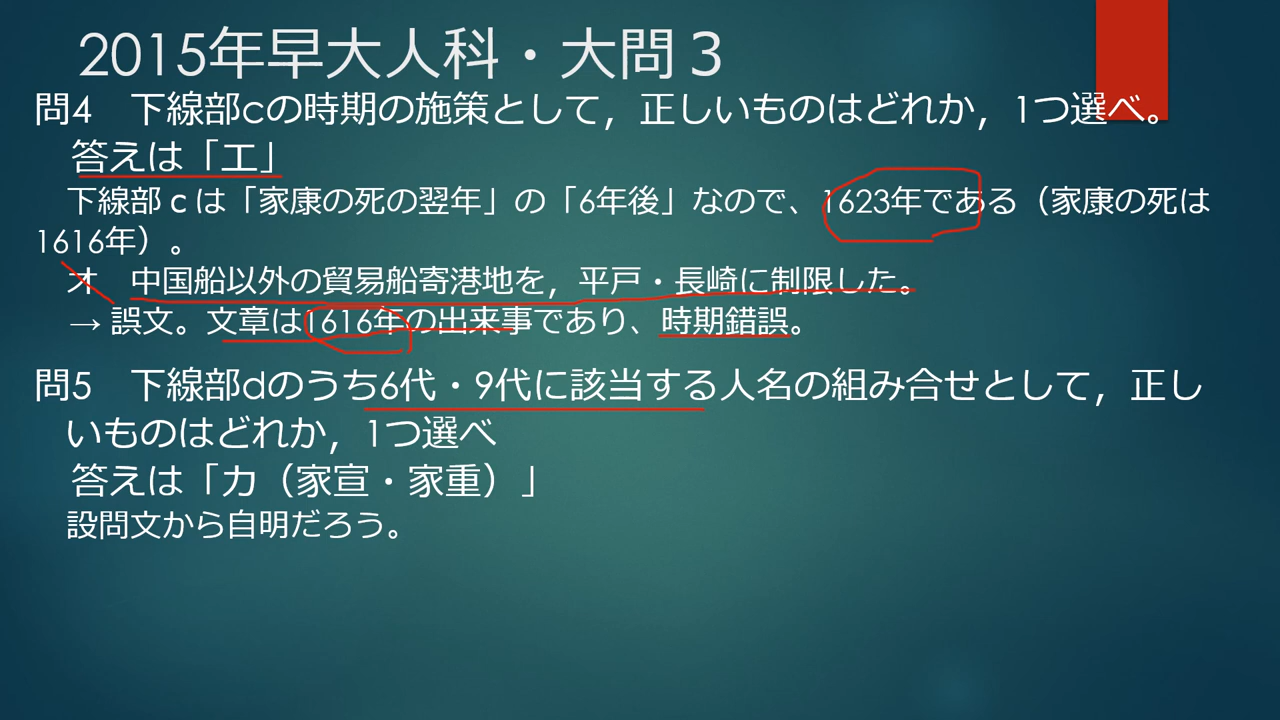 2015年早大人科・大問３
問4　下線部cの時期の施策として，正しいものはどれか，1つ選べ。
答えは「エ」
下線部ｃは「家康の死の翌年」の「6年後」なので、1623年である（家康の死は
1616年）。
オ　中国船以外の貿易船寄港地を，平戸・長崎に制限した。
→ 誤文。文章は1616年の出来事であり、時期錯誤。
問5　下線部dのうち6代・9代に該当する人名の組み合せとして，正し
いものはどれか，1つ選べ
答えは「カ（家宣・家重）」
設問文から自明だろう。